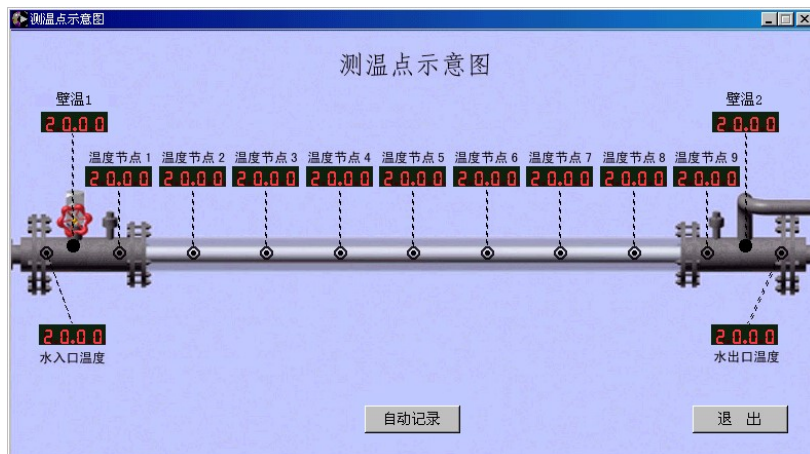 测温点示意图
测温点示意图
壁温1
壁温2
20.00
20.00
温度节点 1
温度节点 2
温度节点 3
温度节点 4
温度节点 5
温度节点 6
温度节点 7
温度节点 8
温度节点 9
20.00
20.00
20.00
20.00
20.00
20.00
20.00
20.00
20.00
20.00
20.00
水入口温度
水出口温度
自动记录
退 出